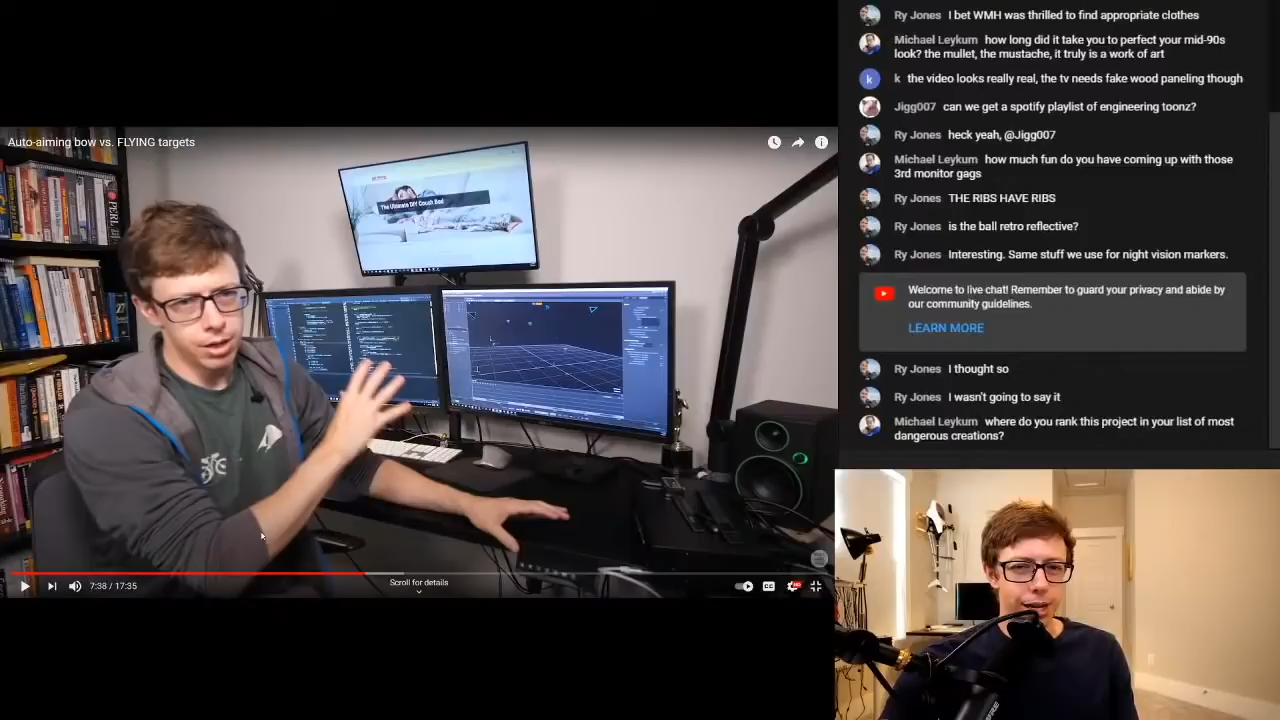 Auto-aiming bow vs. FLYING targets
The Ultimate DIY Couch Bed
PERL
7:38 / 17:35
Scroll for details
CC
HD
Ry Jones I bet WMH was thrilled to find appropriate clothes
Michael Leykum how long did it take you to perfect your mid-90s
look? the mullet, the mustache, it truly is a work of art
k k the video looks really real, the tv needs fake wood paneling though
Jigg007 can we get a spotify playlist of engineering toonz?
Ry Jones heck yeah, @Jigg007
Michael Leykum how much fun do you have coming up with those
3rd monitor gags
Ry Jones THE RIBS HAVE RIBS
Ry Jones is the ball retro reflective?
Ry Jones Interesting. Same stuff we use for night vision markers.
Welcome to live chat! Remember to guard your privacy and abide by
our community guidelines.
LEARN MORE
Ry Jones I thought so
Ry Jones I wasn't going to say it
Michael Leykum where do you rank this project in your list of most
dangerous creations?